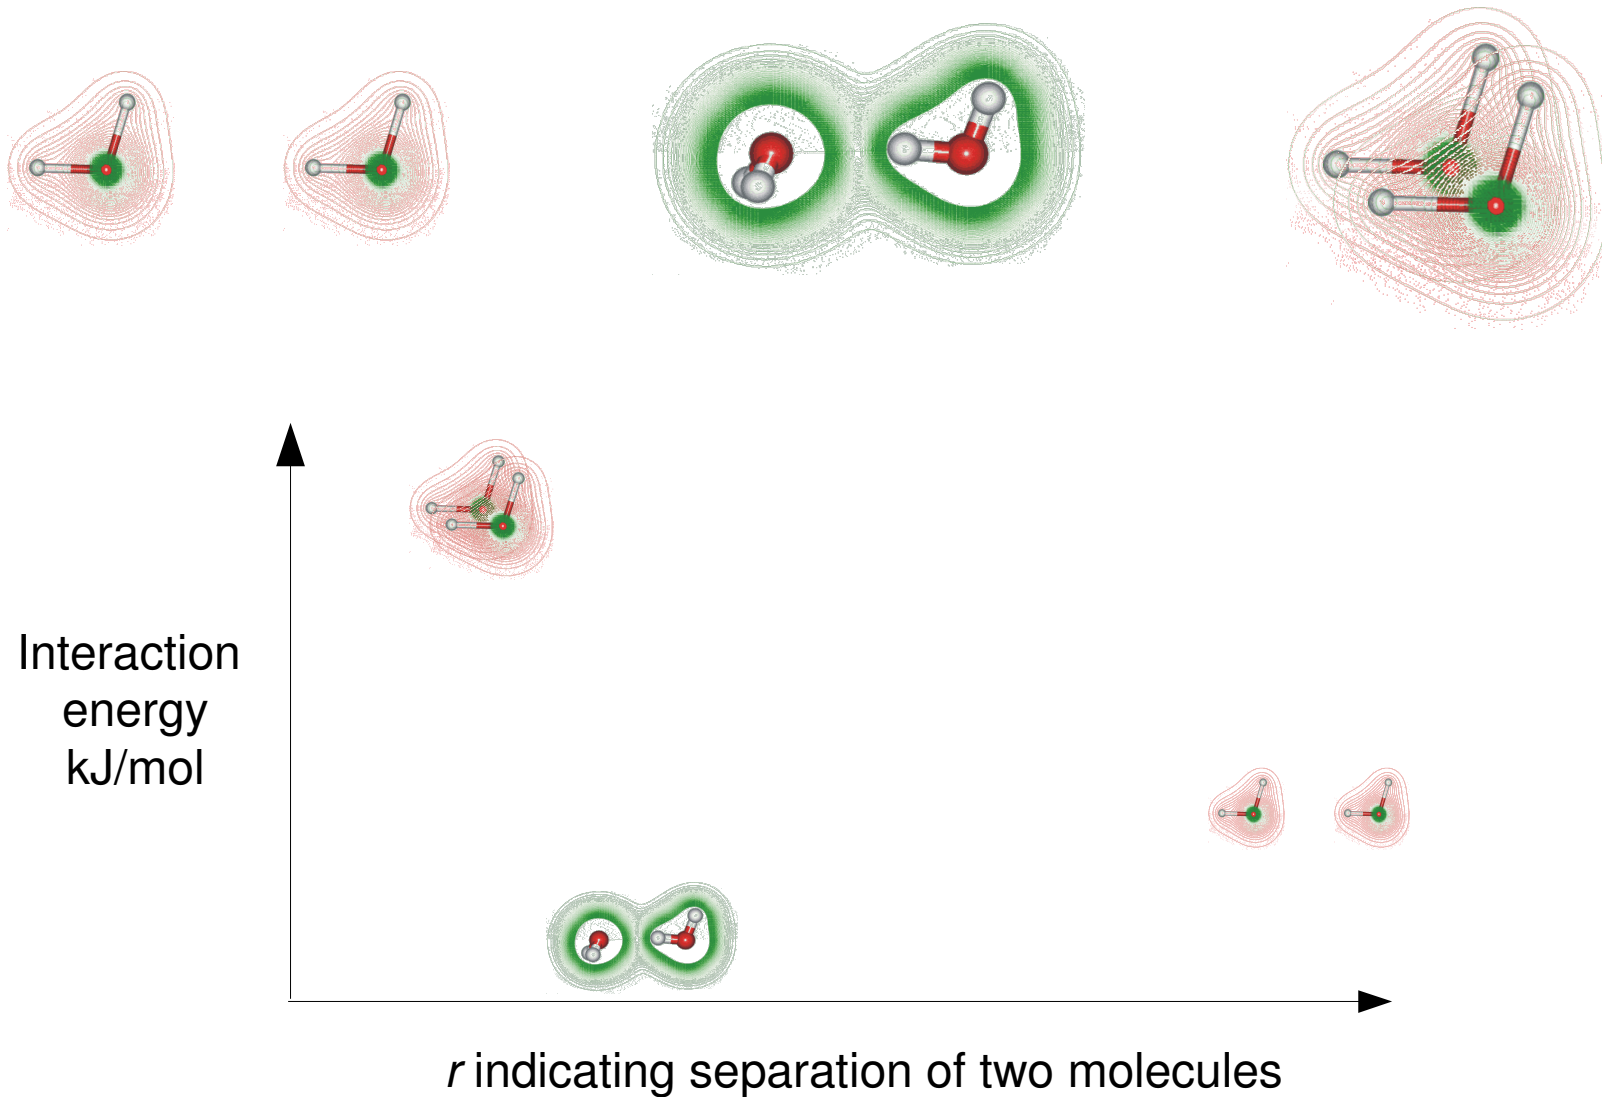 Interaction
energy
kJ/mol
r indicating separation of two molecules